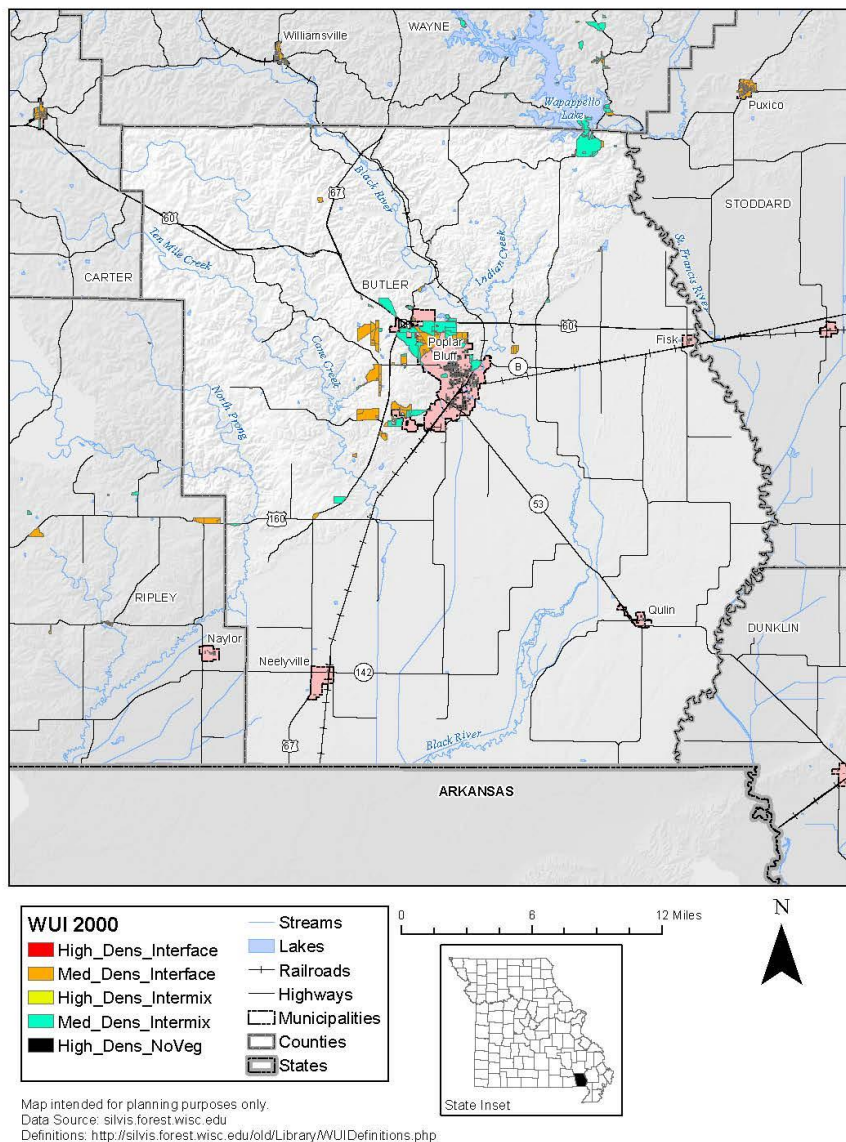 WAYNE
Williamsville
Wapappello
Lake
Puxico
67
Black River
STODDARD
60
Ten Mile Creek
St. Francis River
CARTER
Indian Creek
BUTLER
60
Fisk
Poplar
Bluff
Cane Creek
B
North Prong
53
160
RIPLEY
Qulin
DUNKLIN
Naylor
Neelyville
142
Black River
67
ARKANSAS
WUI 2000
High_Dens_Interface
Med_Dens_Interface
High_Dens_Intermix
Med_Dens_Intermix
High_Dens_NoVeg
Streams
Lakes
Railroads
Highways
Municipalities
Counties
States
0 6 12 Miles
N
State Inset
Map intended for planning purposes only.
Data Source: silvis.forest.wisc.edu
Definitions: http://silvis.forest.wisc.edu/old/Library/WUIDefinitions.php